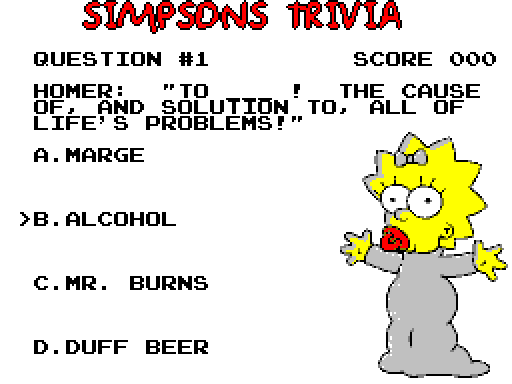 SIMPSONS TRIVIA
QUESTION #1 SCORE 000
HOMER: "TO ____! THE CAUSE
OF, AND SOLUTION TO, ALL OF
LIFE'S PROBLEMS!"
A.MARGE
>B.ALCOHOL
C.MR. BURNS
D.DUFF BEER